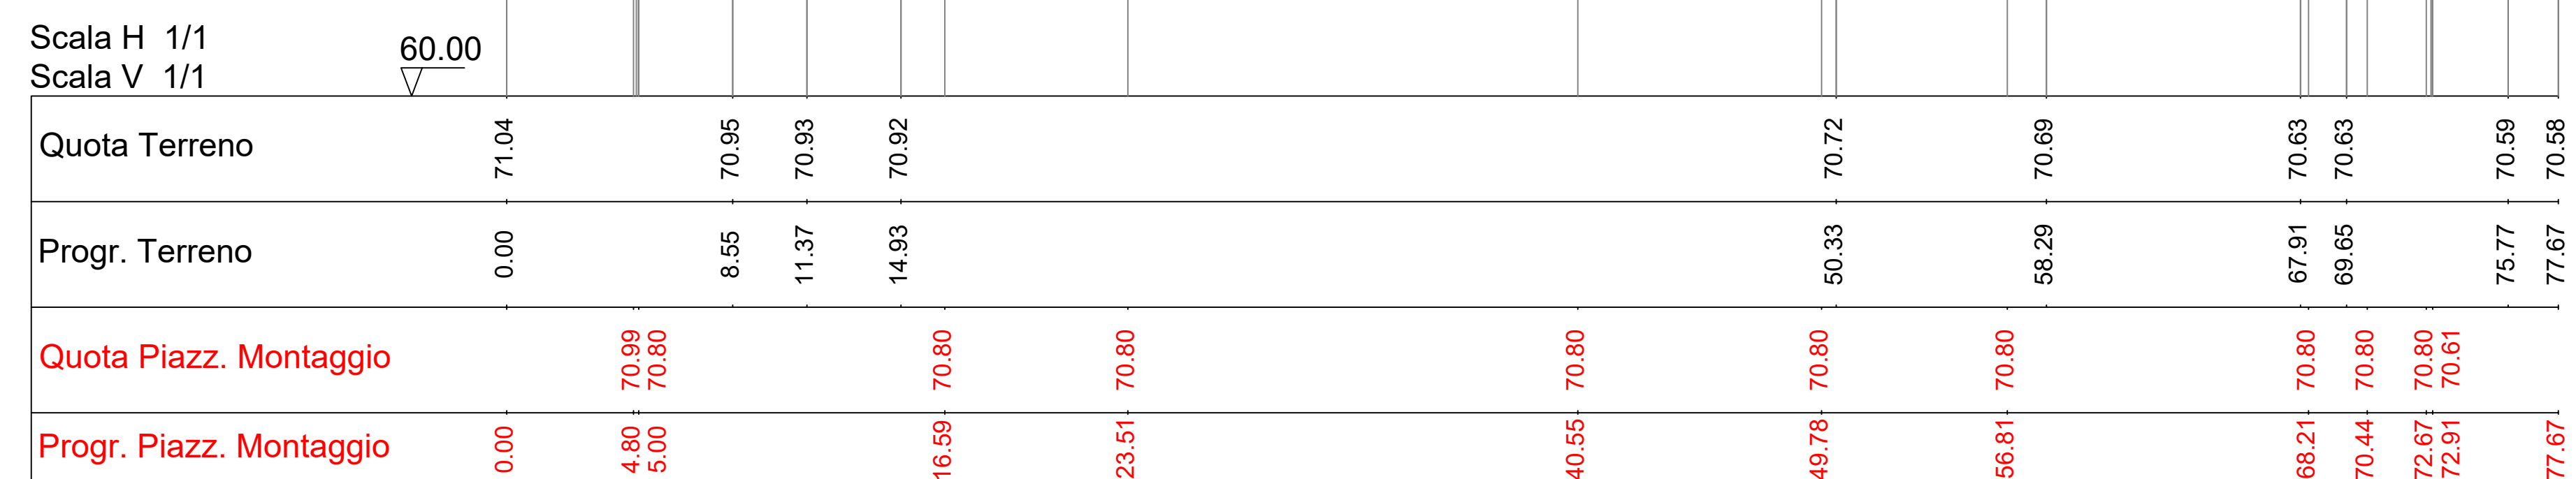 Scala H 1/1
Scala V 1/1
60.00
Quota Terreno 71.04 70.95 70.93 70.92 70.72 70.69 70.63 70.63 70.59 70.58
Progr. Terreno 0.00 8.55 11.37 14.93 50.33 58.29 67.91 69.65 75.77 77.67
Quota Piazz. Montaggio 70.99 70.80 70.80 70.80 70.80 70.80 70.80 70.80 70.80 70.80 70.61
Progr. Piazz. Montaggio 0.00 4.80 5.00 16.59 23.51 40.55 49.78 56.81 68.21 70.44 72.67 72.91 77.67